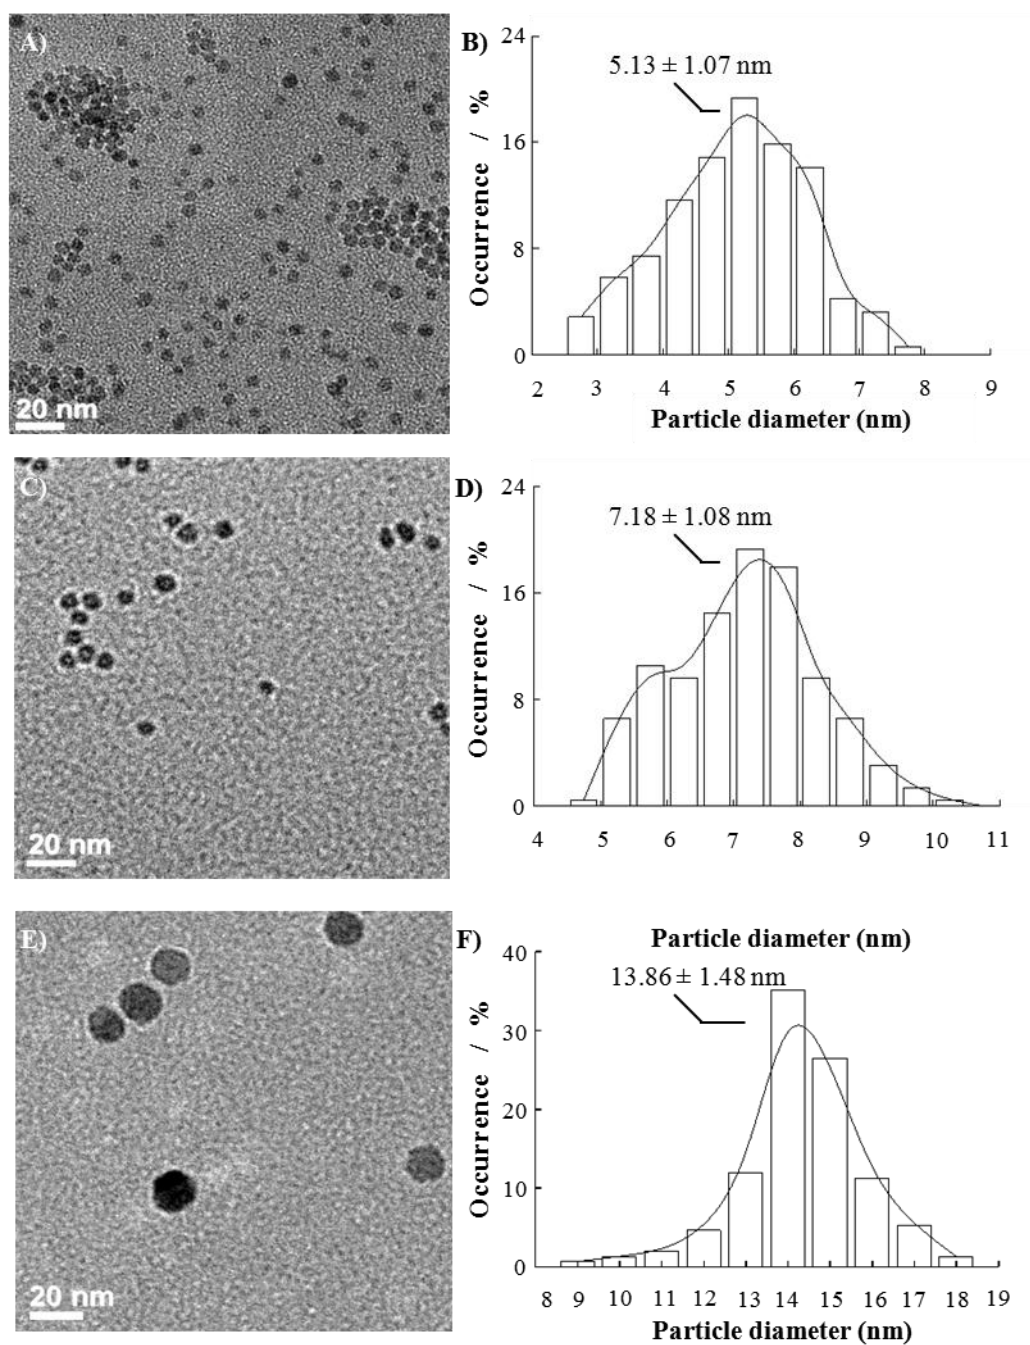 A)
20 nm
B)
24
16
8
0
Occurrence / %
5.13 ± 1.07 nm
2 3 4 5 6 7 8 9
Particle diameter (nm)
C)
20 nm
D)
24
16
8
0
Occurrence / %
7.18 ± 1.08 nm
4 5 6 7 8 9 10 11
Particle diameter (nm)
E)
20 nm
F)
40
30
20
10
0
Occurrence / %
13.86 ± 1.48 nm
8 9 10 11 12 13 14 15 16 17 18 19
Particle diameter (nm)